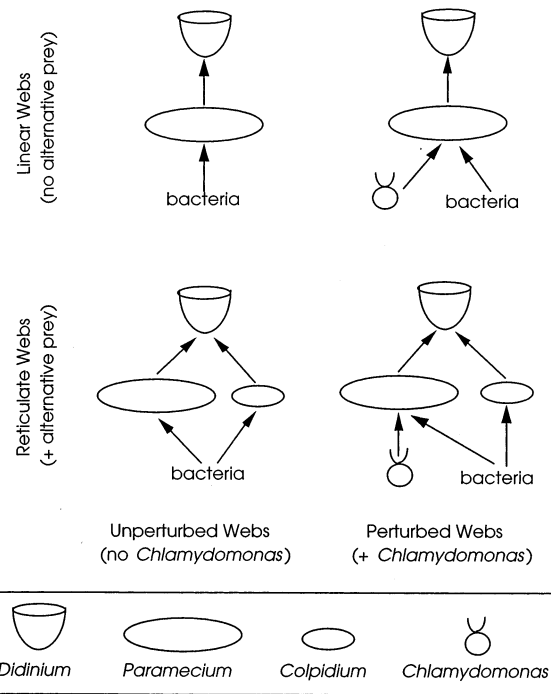 Linear Webs
(no alternative prey)
bacteria
bacteria
Reticulate Webs
(+ alternative prey)
bacteria
bacteria
Unperturbed Webs
(no Chlamydomonas)
Perturbed Webs
(+ Chlamydomonas)
Didinium
Paramecium
Colpidium
Chlamydomonas